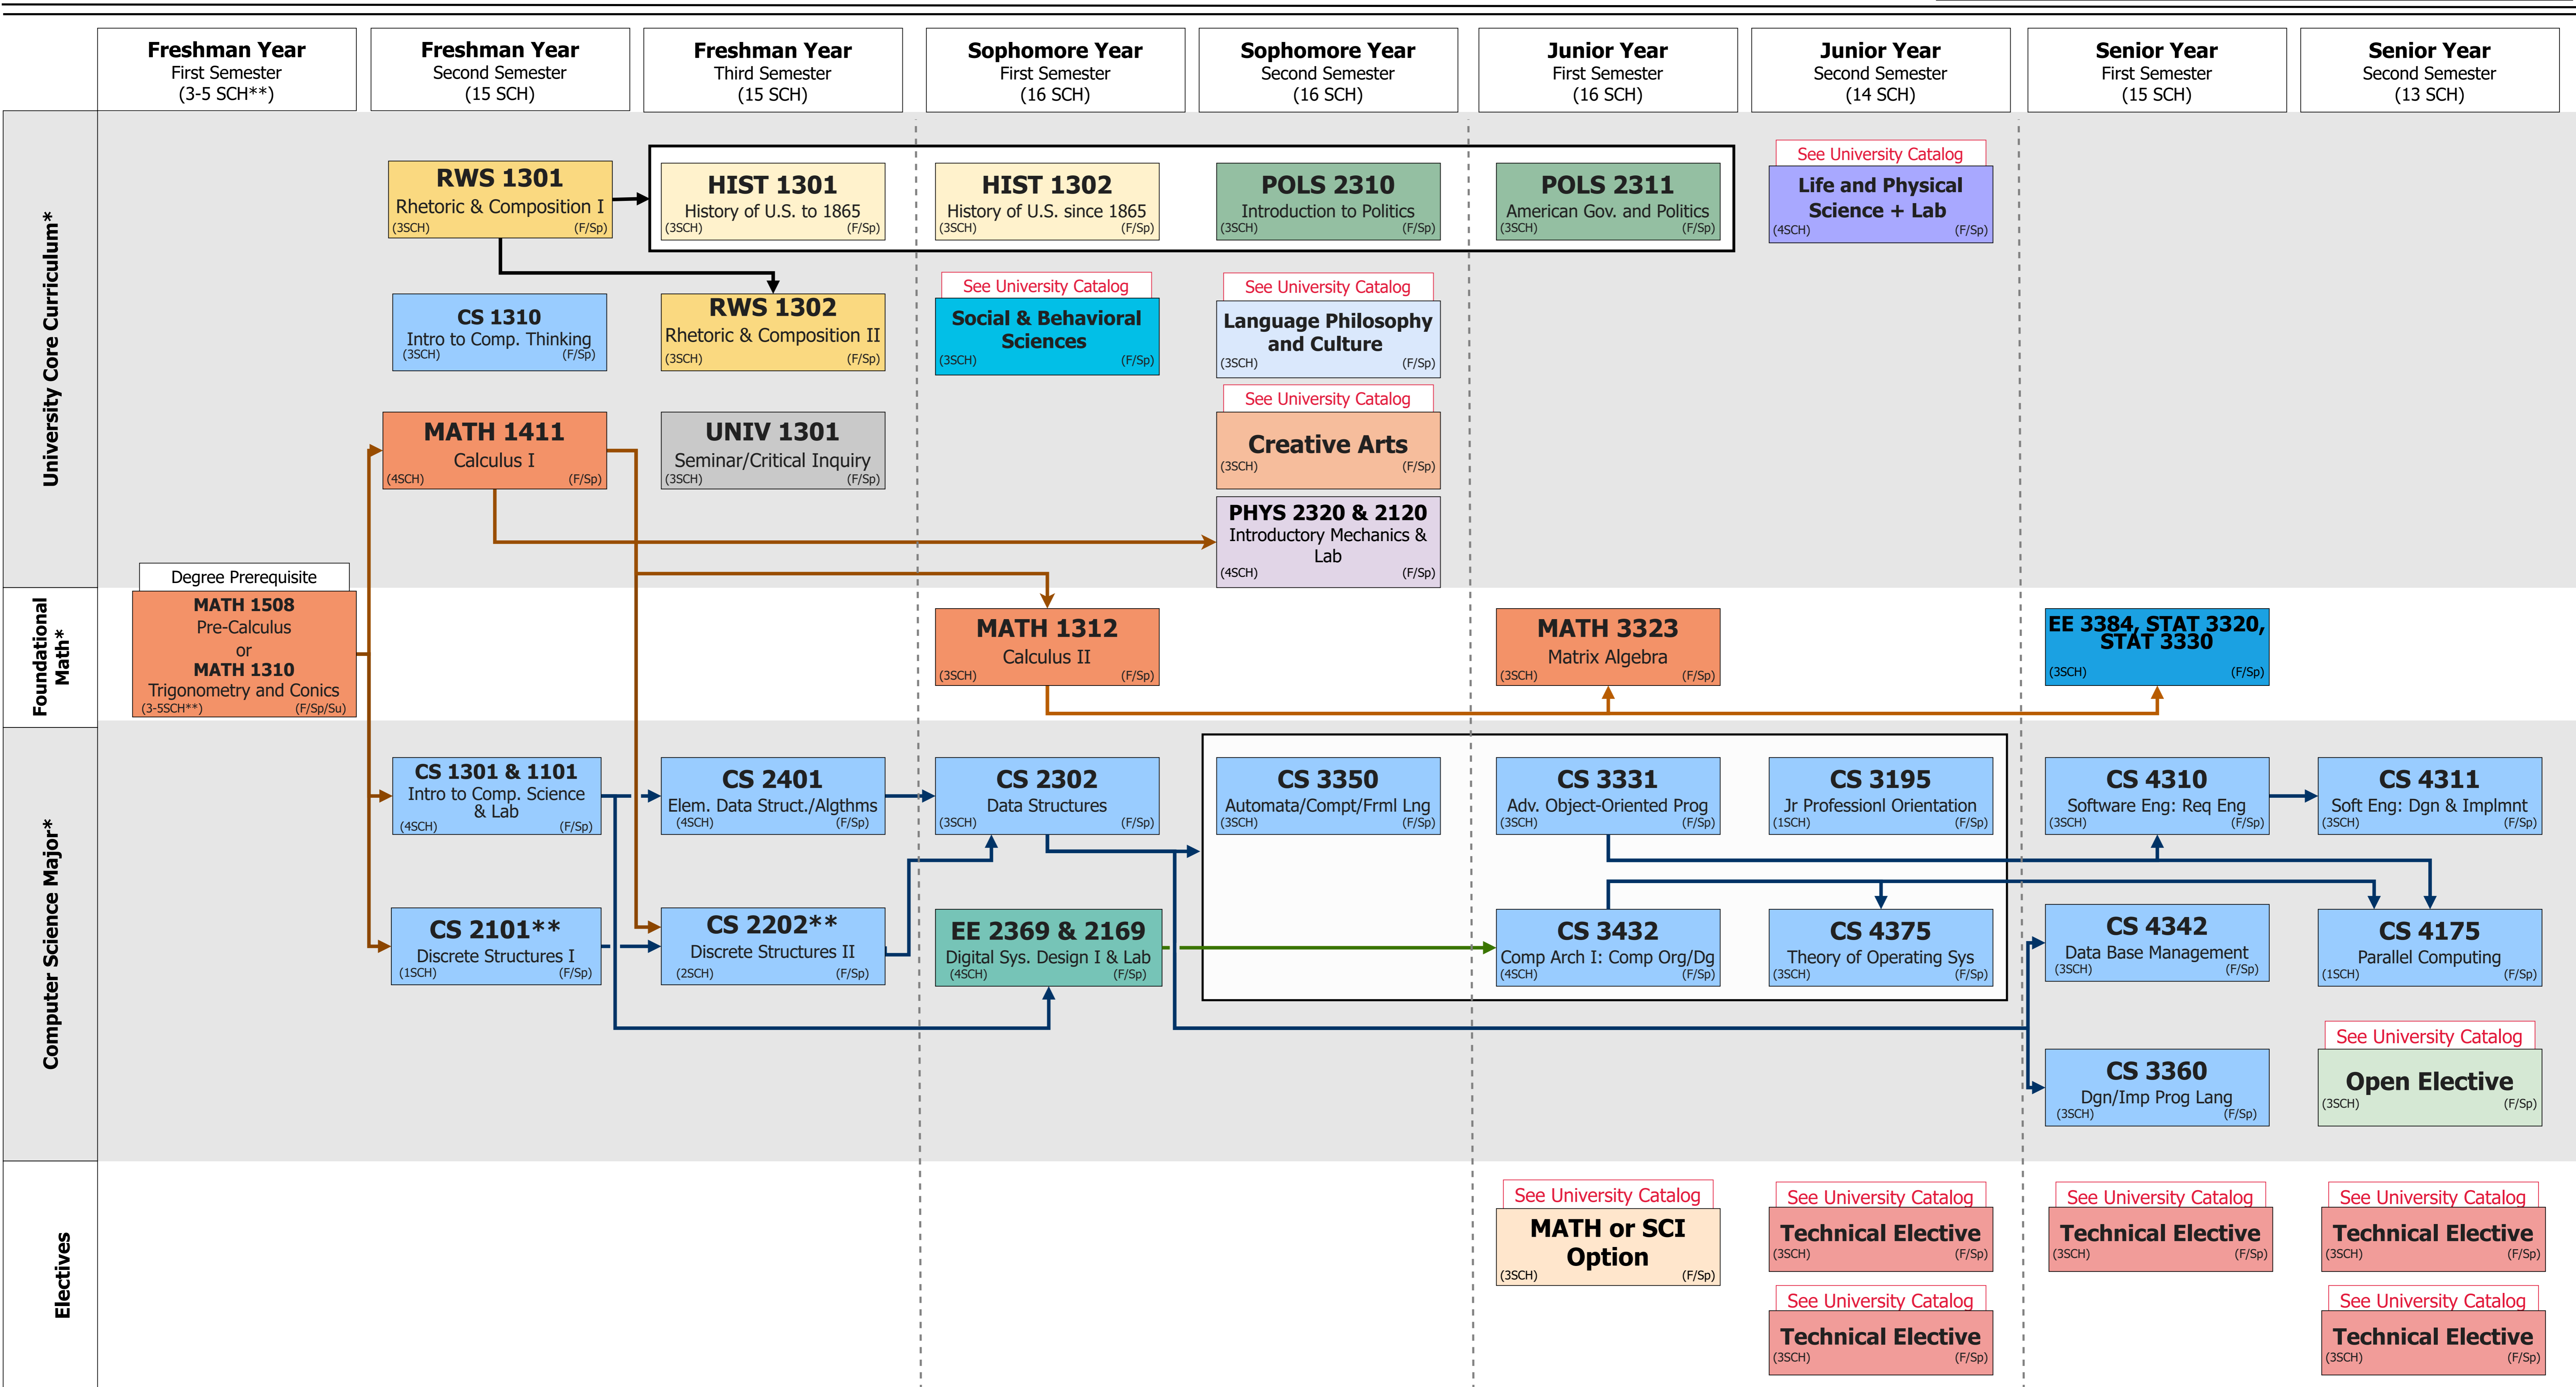 Freshman Year
First Semester
(3-5 SCH**)
Freshman Year
Second Semester
(15 SCH)
Freshman Year
Third Semester
(15 SCH)
Sophomore Year
First Semester
(16 SCH)
Sophomore Year
Second Semester
(16 SCH)
Junior Year
First Semester
(16 SCH)
Junior Year
Second Semester
(14 SCH)
Senior Year
First Semester
(15 SCH)
Senior Year
Second Semester
(13 SCH)
University Core Curriculum*
RWS 1301
Rhetoric & Composition I
(3SCH) (F/Sp)
HIST 1301
History of U.S. to 1865
(3SCH) (F/Sp)
HIST 1302
History of U.S. since 1865
(3SCH) (F/Sp)
POLS 2310
Introduction to Politics
(3SCH) (F/Sp)
POLS 2311
American Gov. and Politics
(3SCH) (F/Sp)
See University Catalog
Life and Physical
Science + Lab
(4SCH) (F/Sp)
CS 1310
Intro to Comp. Thinking
(3SCH) (F/Sp)
RWS 1302
Rhetoric & Composition II
(3SCH) (F/Sp)
See University Catalog
Social & Behavioral
Sciences
(3SCH) (F/Sp)
See University Catalog
Language Philosophy
and Culture
(3SCH) (F/Sp)
MATH 1411
Calculus I
(4SCH) (F/Sp)
UNIV 1301
Seminar/Critical Inquiry
(3SCH) (F/Sp)
See University Catalog
Creative Arts
(3SCH) (F/Sp)
PHYS 2320 & 2120
Introductory Mechanics &
Lab
(4SCH) (F/Sp)
Foundational
Math*
Degree Prerequisite
MATH 1508
Pre-Calculus
or
MATH 1310
Trigonometry and Conics
(3-5SCH**) (F/Sp/Su)
MATH 1312
Calculus II
(3SCH) (F/Sp)
MATH 3323
Matrix Algebra
(3SCH) (F/Sp)
EE 3384, STAT 3320,
STAT 3330
(3SCH) (F/Sp)
Computer Science Major*
CS 1301 & 1101
Intro to Comp. Science
& Lab
(4SCH) (F/Sp)
CS 2401
Elem. Data Struct./Algthms
(4SCH) (F/Sp)
CS 2302
Data Structures
(3SCH) (F/Sp)
CS 3350
Automata/Compt/Frml Lng
(3SCH) (F/Sp)
CS 3331
Adv. Object-Oriented Prog
(3SCH) (F/Sp)
CS 3195
Jr Professionl Orientation
(1SCH) (F/Sp)
CS 4310
Software Eng: Req Eng
(3SCH) (F/Sp)
CS 4311
Soft Eng: Dgn & Implmnt
(3SCH) (F/Sp)
CS 2101**
Discrete Structures I
(1SCH) (F/Sp)
CS 2202**
Discrete Structures II
(2SCH) (F/Sp)
EE 2369 & 2169
Digital Sys. Design I & Lab
(4SCH) (F/Sp)
CS 3432
Comp Arch I: Comp Org/Dg
(4SCH) (F/Sp)
CS 4375
Theory of Operating Sys
(3SCH) (F/Sp)
CS 4342
Data Base Management
(3SCH) (F/Sp)
CS 4175
Parallel Computing
(1SCH) (F/Sp)
CS 3360
Dgn/Imp Prog Lang
(3SCH) (F/Sp)
See University Catalog
Open Elective
(3SCH) (F/Sp)
Electives
See University Catalog
MATH or SCI
Option
(3SCH) (F/Sp)
See University Catalog
Technical Elective
(3SCH) (F/Sp)
See University Catalog
Technical Elective
(3SCH) (F/Sp)
See University Catalog
Technical Elective
(3SCH) (F/Sp)
See University Catalog
Technical Elective
(3SCH) (F/Sp)
See University Catalog
Technical Elective
(3SCH) (F/Sp)